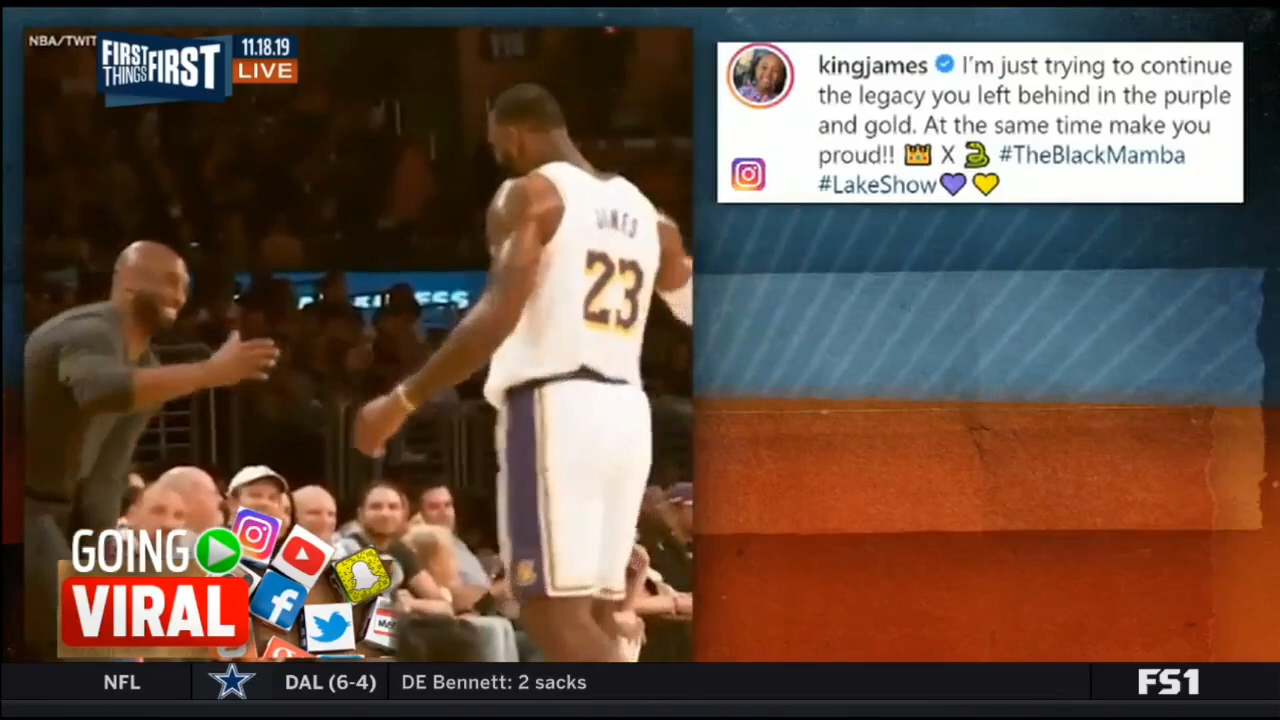 NBA/TWIT
FIRST
THINGS FIRST
11.18.19
LIVE
kingjames I'm just trying to continue
the legacy you left behind in the purple
and gold. At the same time make you
proud!! 👑 X 🐍 #TheBlackMamba
#LakeShow💜 💛
JAMES
23
GOING
VIRAL
NFL
DAL (6-4)
DE Bennett: 2 sacks
FS1